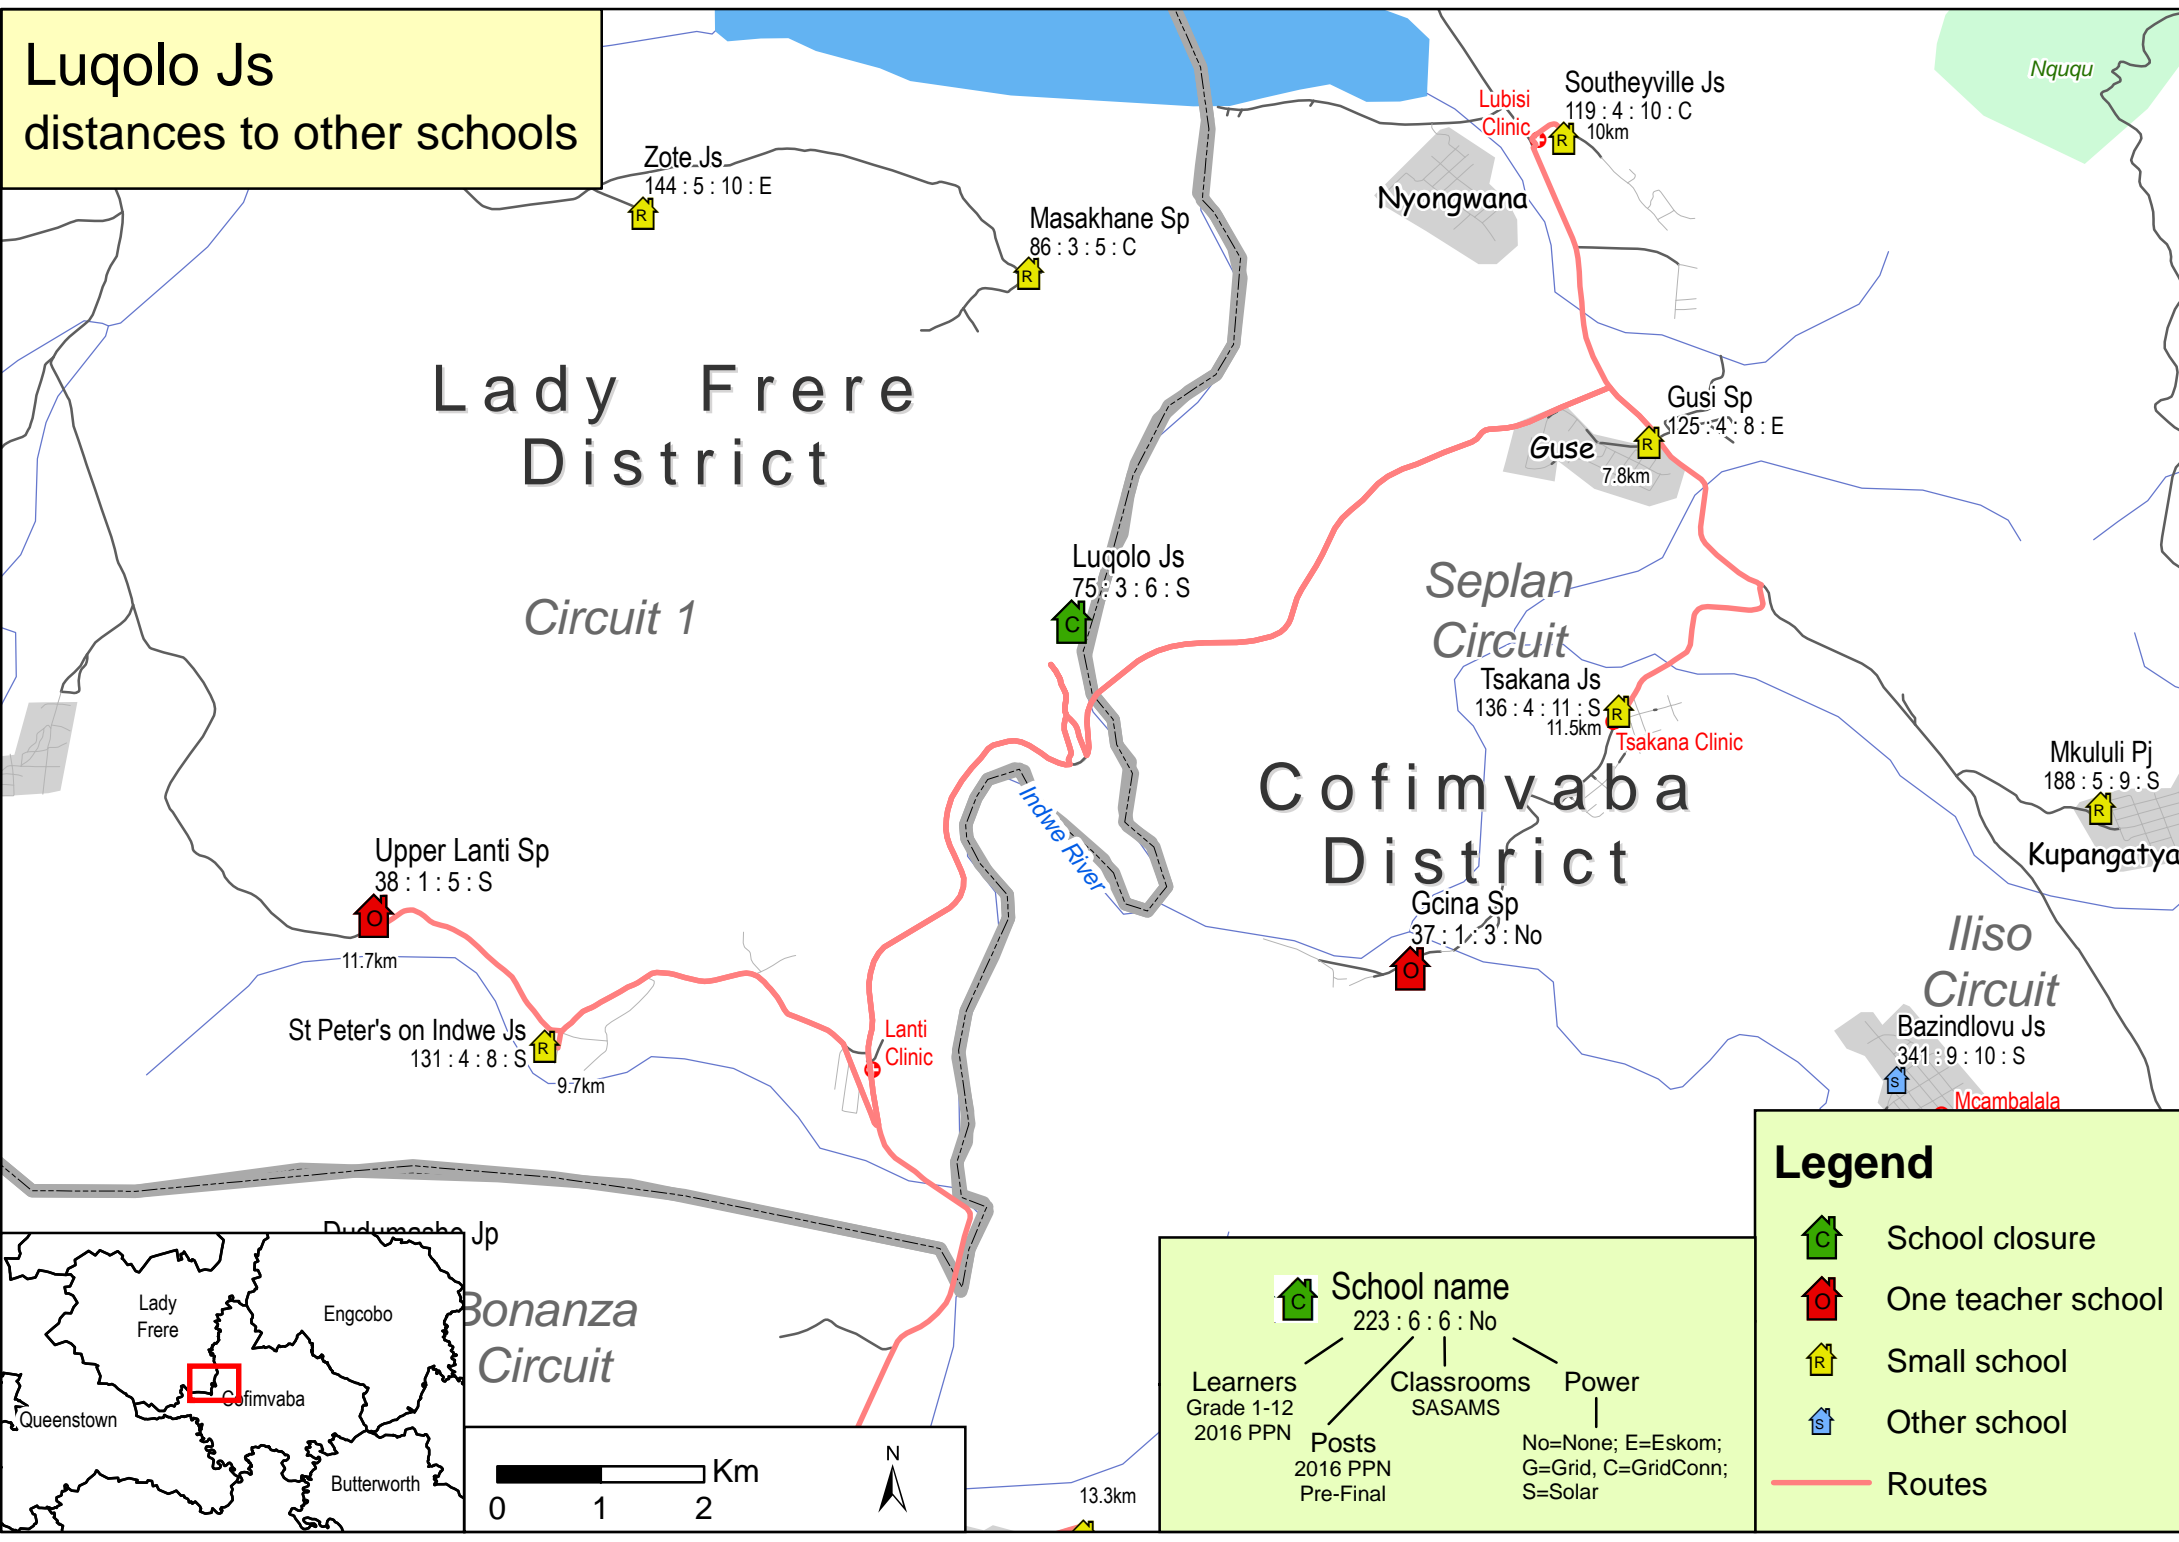 Luqolo Js
distances to other schools
Nququ
Southeyville Js
119 : 4 : 10 : C
10km
Lubisi
Clinic
Zote Js
144 : 5 : 10 : E
Nyongwana
Masakhane Sp
86 : 3 : 5 : C
Lady Frere
District
Gusi Sp
125 : 4 : 8 : E
Guse
7.8km
Luqolo Js
75 : 3 : 6 : S
Circuit 1
Seplan
Circuit
Tsakana Js
136 : 4 : 11 : S
11.5km
Tsakana Clinic
Mkululi Pj
188 : 5 : 9 : S
Kupangatya
Cofimvaba
District
Indwe River
Upper Lanti Sp
38 : 1 : 5 : S
11.7km
Gcina Sp
37 : 1 : 3 : No
Iliso
Circuit
St Peter's on Indwe Js
131 : 4 : 8 : S
9.7km
Lanti
Clinic
Bazindlovu Js
341 : 9 : 10 : S
Mcambalala
Jp
Bonanza
Circuit
Lady
Frere
Engcobo
Cofimvaba
Queenstown
Butterworth
Km
0 1 2
N
13.3km
School name
223 : 6 : 6 : No
Learners
Grade 1-12
2016 PPN
Posts
2016 PPN
Pre-Final
Classrooms
SASAMS
Power
No=None; E=Eskom;
G=Grid, C=GridConn;
S=Solar
Legend
C School closure
O One teacher school
R Small school
S Other school
Routes